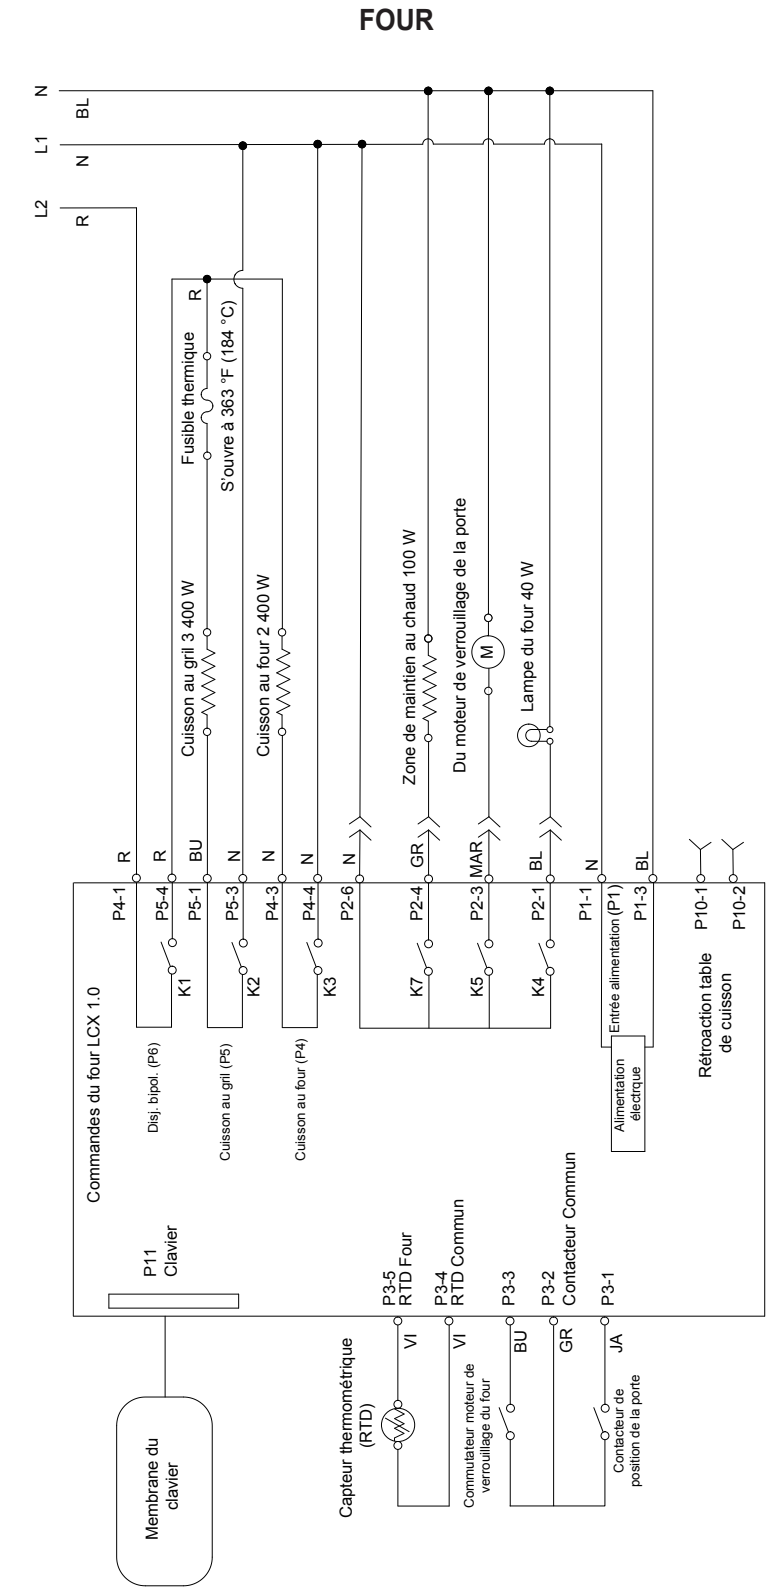 FOUR
N
BL
L1
N
L2
R
R
Fusible thermique
S'ouvre à 363 °F (184 °C)
Cuisson au gril 3 400 W
Cuisson au four 2 400 W
Zone de maintien au chaud 100 W
Du moteur de verrouillage de la porte
M
Lampe du four 40 W
R
R
BU
N
N
N
N
GR
MAR
BL
N
BL
P4-1
P5-4
P5-1
P5-3
P4-3
P4-4
P2-6
P2-4
P2-3
P2-1
P1-1
Entrée alimentation (P1)
P1-3
P10-1
P10-2
K1
K2
K3
K7
K5
K4
Commandes du four LCX 1.0
Disj. bipol. (P6)
Cuisson au gril (P5)
Cuisson au four (P4)
Alimentation
électrque
Rétroaction table
de cuisson
P11
Clavier
P3-5
RTD Four
P3-4
RTD Commun
P3-3
P3-2
Contacteur Commun
P3-1
VI
VI
BU
GR
JA
Membrane du
clavier
Capteur thermométrique
(RTD)
Commutateur moteur de
verrouillage du four
Contacteur de
position de la porte